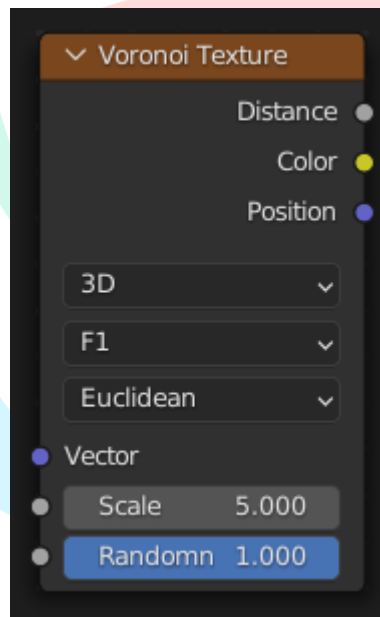 Voronoi Texture
Distance
Color
Position
3D
F1
Euclidean
Vector
Scale 5.000
Randomn 1.000